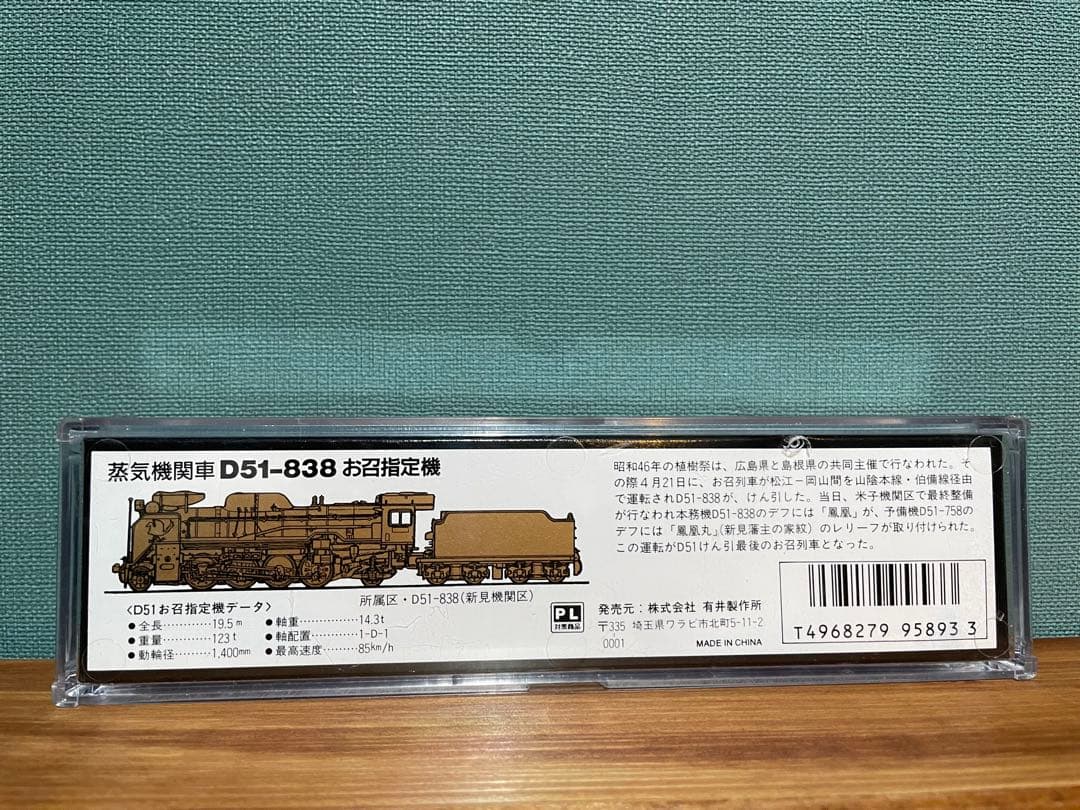 蒸気機関車 D51-838 お召指定機
所属区・D51-838(新見機関区)
〈D51お召指定機データ〉
●全長……………19.5m
●重量……………123t
●動輪径…………1,400mm
●軸重……………14.3t
●軸配置…………1-D-1
●最高速度………85km/h
昭和46年の植樹祭は、広島県と島根県の共同主催で行なわれた。そ
の際4月21日に、お召列車が松江ー岡山間を山陰本線・伯備線経由
で運転されD51-838が、けん引した。当日、米子機関区で最終整備
が行なわれ本務機D51-838のデフには「鳳凰」が、予備機D51-758の
デフには「鳳凰丸」(新見藩主の家紋)のレリーフが取り付けられた。
この運転がD51けん引最後のお召列車となった。
PL
対策商品
発売元:株式会社 有井製作所
〒335-0001 埼玉県ワラビ市北町5-11-2
MADE IN CHINA
T4968279 95893 3